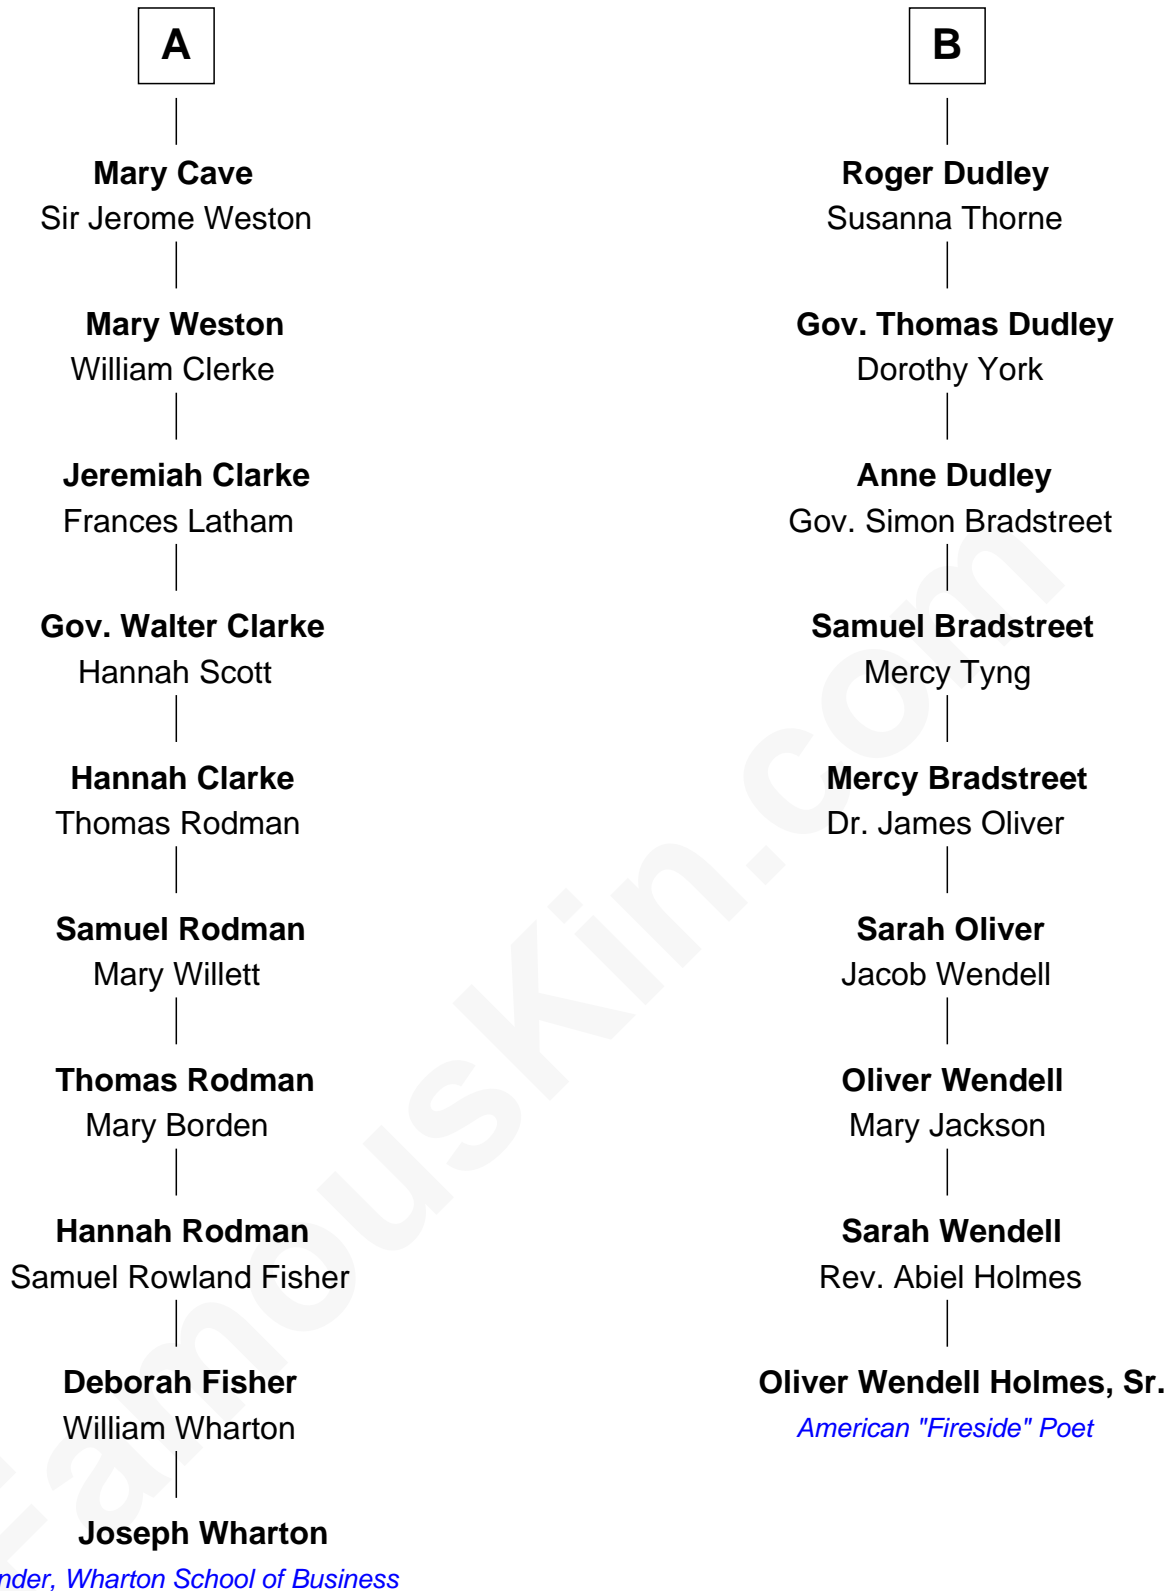 A
Mary Cave
Sir Jerome Weston
Mary Weston
William Clerke
Jeremiah Clarke
Frances Latham
Gov. Walter Clarke
Hannah Scott
Hannah Clarke
Thomas Rodman
Samuel Rodman
Mary Willett
Thomas Rodman
Mary Borden
Hannah Rodman
Samuel Rowland Fisher
Deborah Fisher
William Wharton
Joseph Wharton
nder, Wharton School of Business
B
Roger Dudley
Susanna Thorne
Gov. Thomas Dudley
Dorothy York
Anne Dudley
Gov. Simon Bradstreet
Samuel Bradstreet
Mercy Tyng
Mercy Bradstreet
Dr. James Oliver
Sarah Oliver
Jacob Wendell
Oliver Wendell
Mary Jackson
Sarah Wendell
Rev. Abiel Holmes
Oliver Wendell Holmes, Sr.
American "Fireside" Poet
FamousKin.com